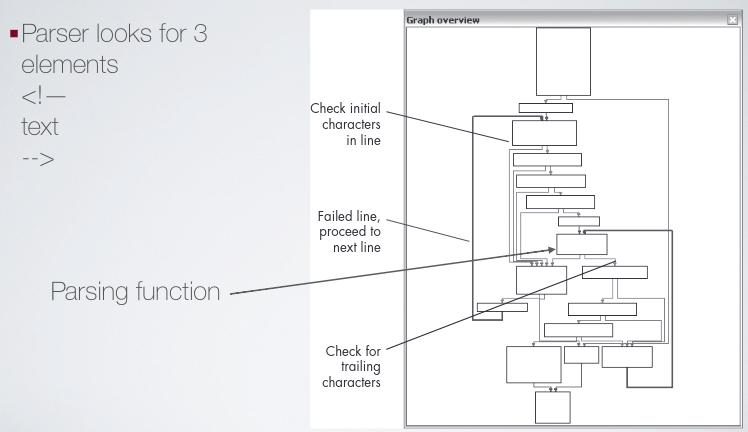 Parser looks for 3
elements
<!—
text
-->
Parsing function
Graph overview
Check initial
characters
in line
Failed line,
proceed to
next line
Check for
trailing
characters